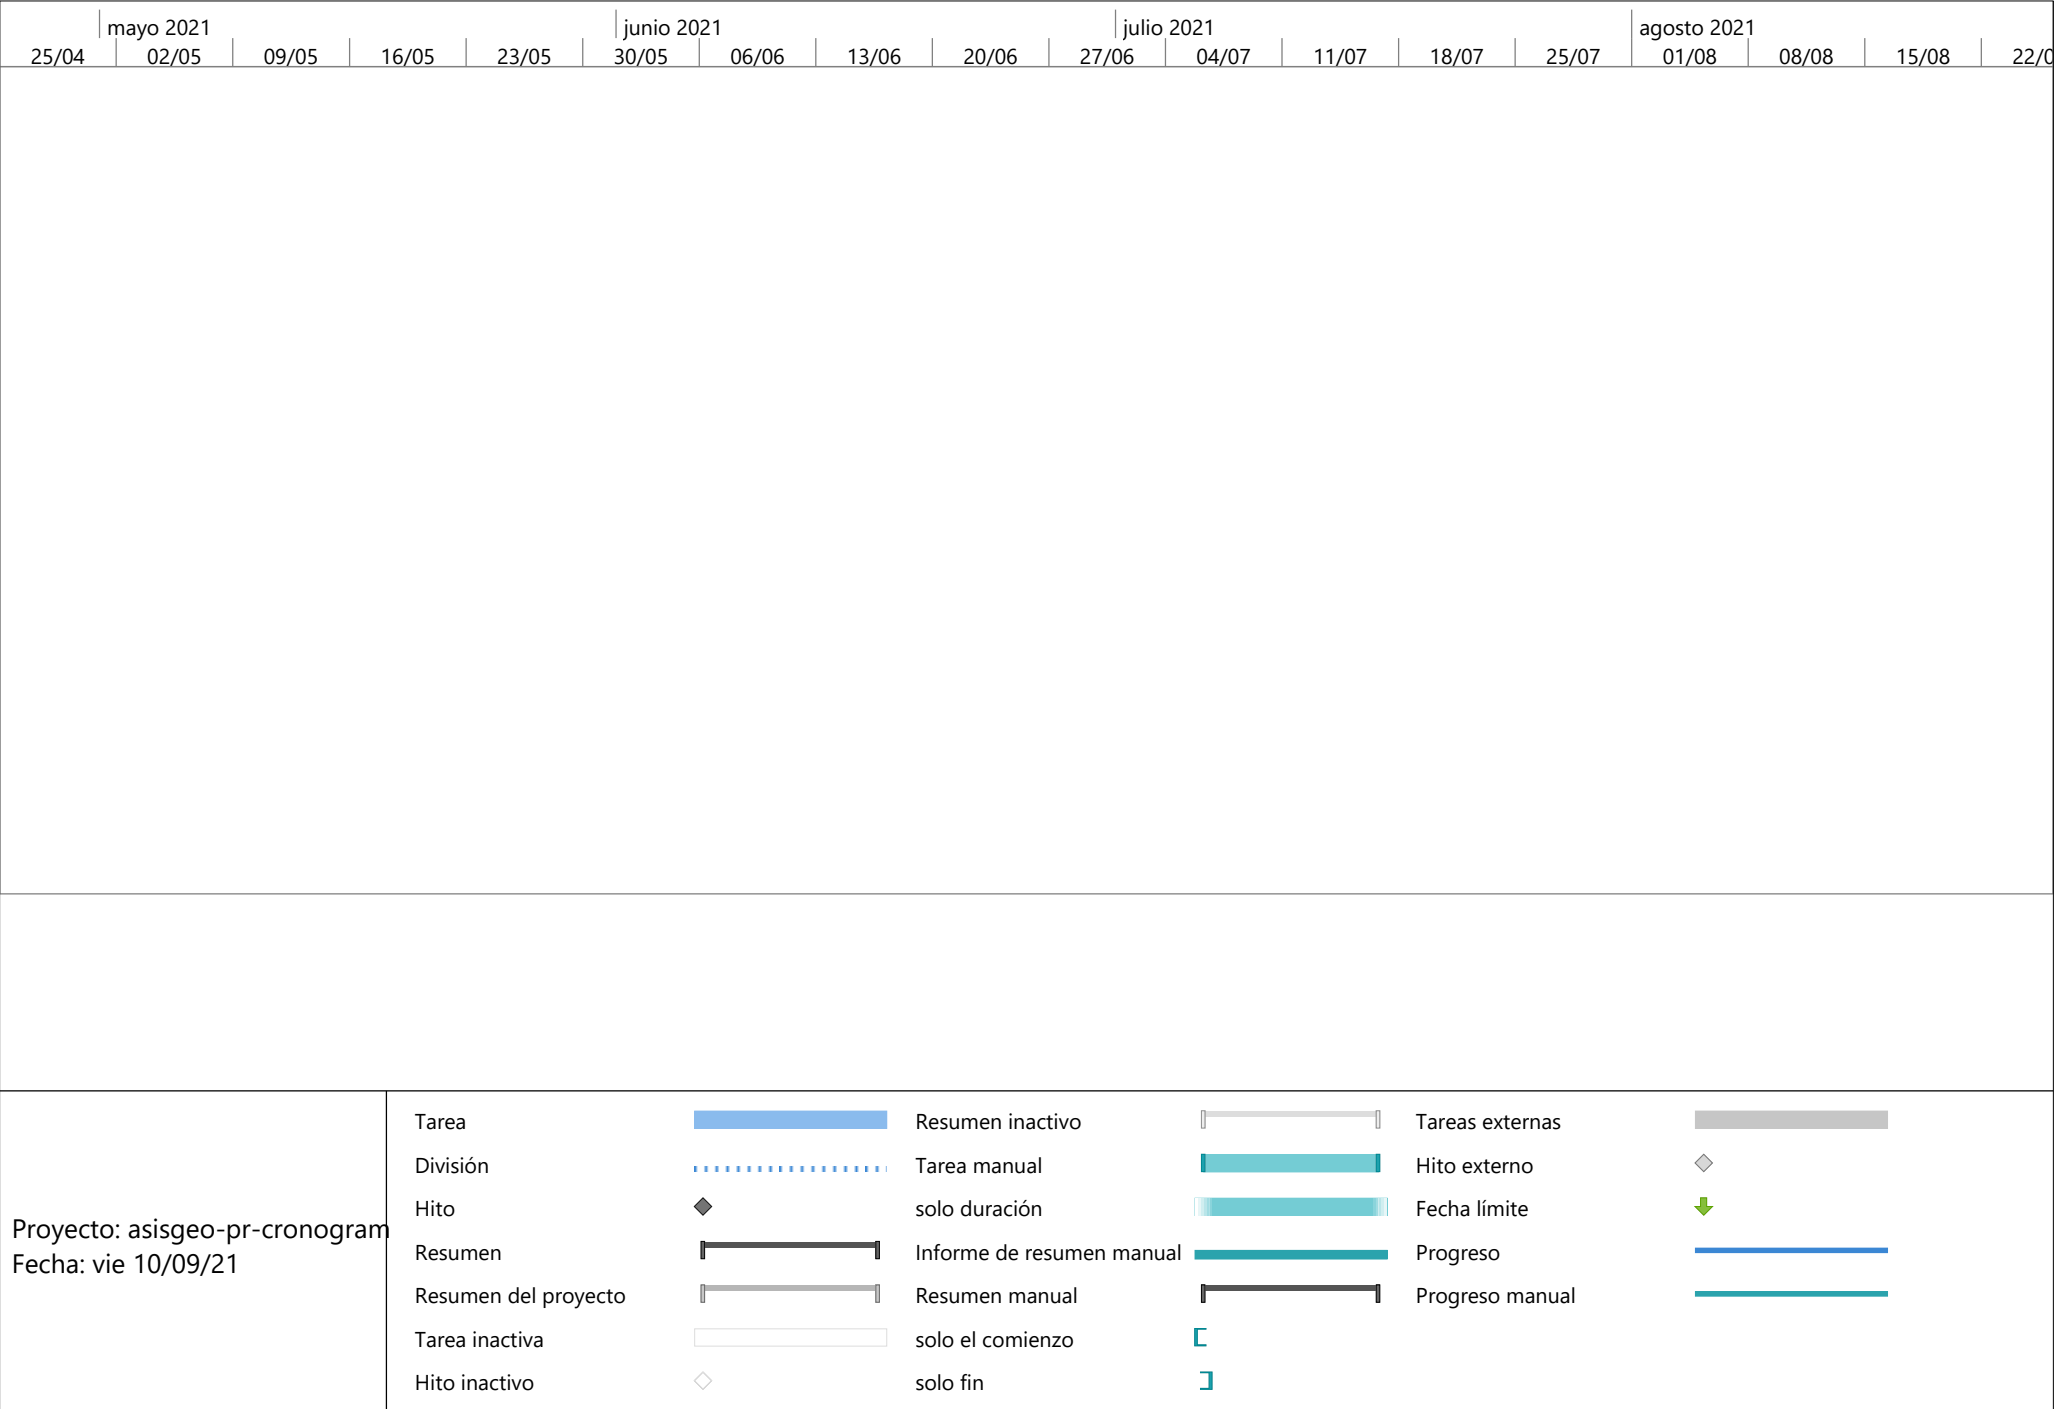 mayo 2021 junio 2021 julio 2021 agosto 2021
25/04 02/05 09/05 16/05 23/05 30/05 06/06 13/06 20/06 27/06 04/07 11/07 18/07 25/07 01/08 08/08 15/08 22/0
Proyecto: asisgeo-pr-cronogram
Fecha: vie 10/09/21
Tarea
División
Hito
Resumen
Resumen del proyecto
Tarea inactiva
Hito inactivo
Resumen inactivo
Tarea manual
solo duración
Informe de resumen manual
Resumen manual
solo el comienzo
solo fin
Tareas externas
Hito externo
Fecha límite
Progreso
Progreso manual